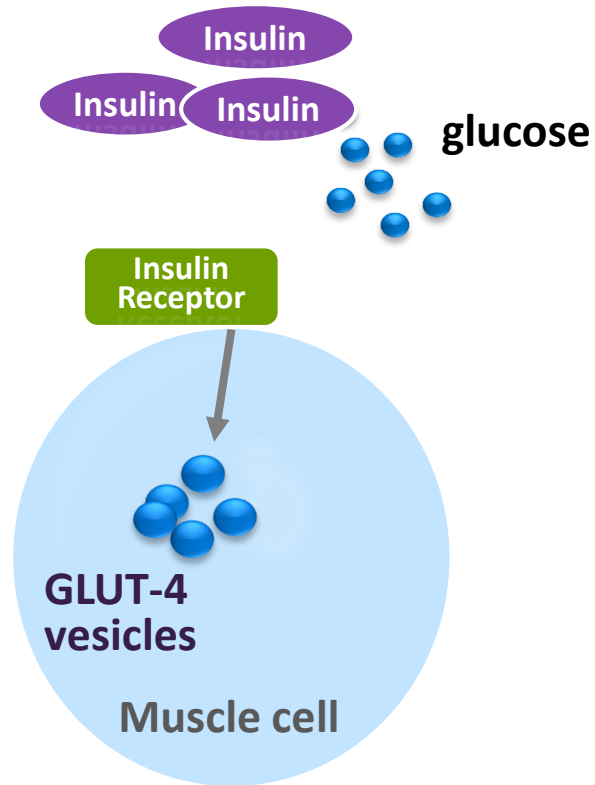 Insulin
Insulin
Insulin
glucose
Insulin
Receptor
GLUT-4
vesicles
Muscle cell